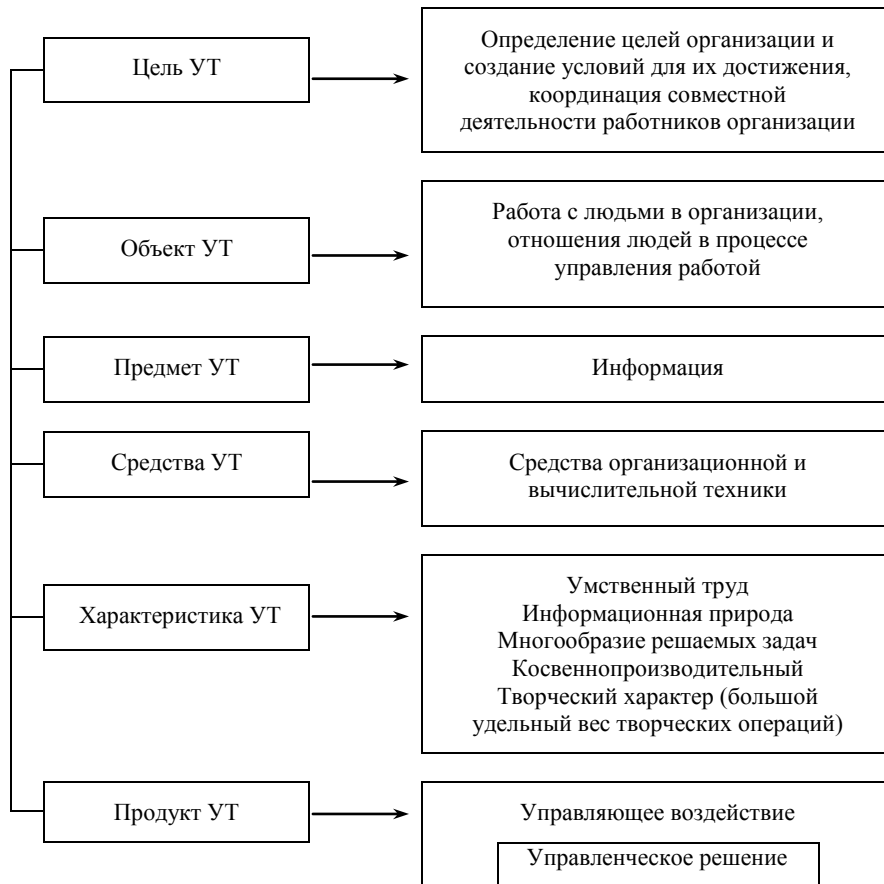 Цель УТ
Определение целей организации и
создание условий для их достижения,
координация совместной
деятельности работников организации
Объект УТ
Работа с людьми в организации,
отношения людей в процессе
управления работой
Предмет УТ
Информация
Средства УТ
Средства организационной и
вычислительной техники
Характеристика УТ
Умственный труд
Информационная природа
Многообразие решаемых задач
Косвеннопроизводительный
Творческий характер (большой
удельный вес творческих операций)
Продукт УТ
Управляющее воздействие
Управленческое решение